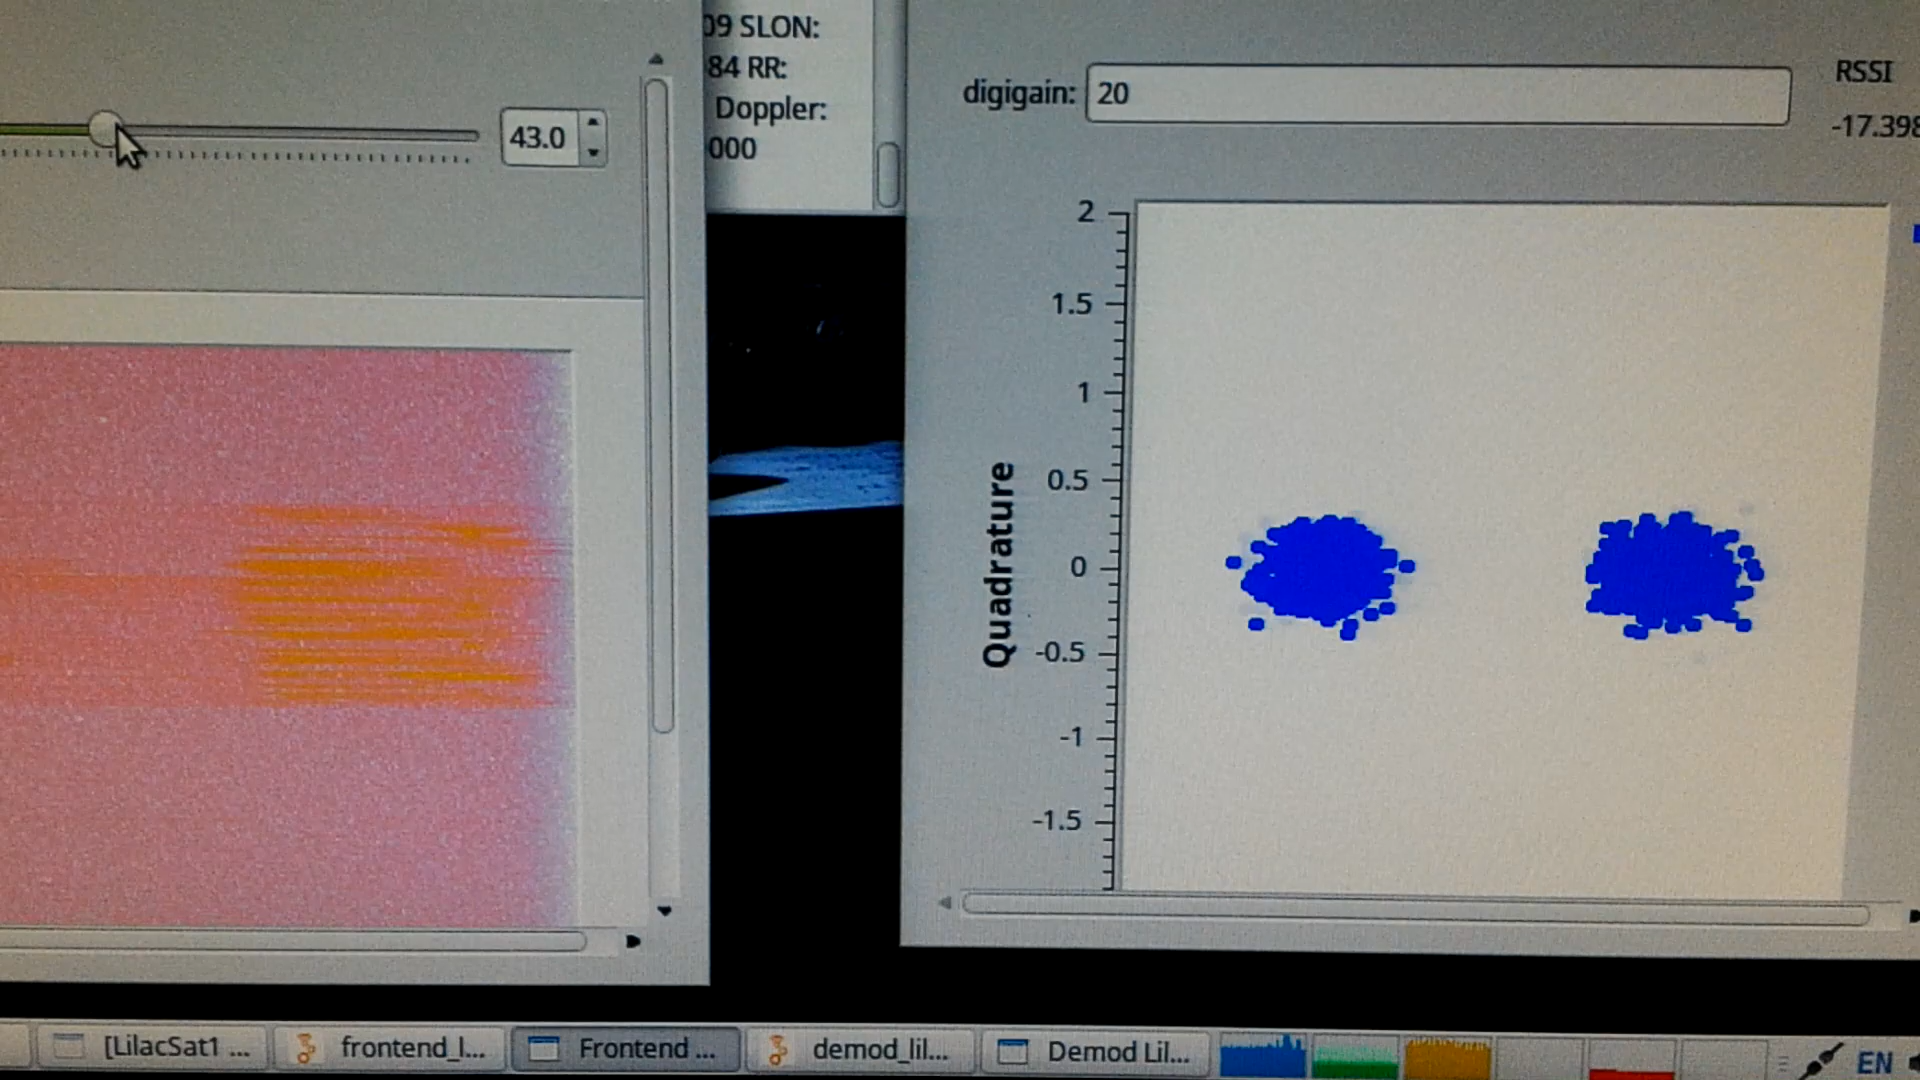 09 SLON:
84 RR:
Doppler:
000
43.0
digigain: 20
RSSI
-17.398
2
1.5
1
0.5
0
-0.5
-1
-1.5
Quadrature
[LilacSat1 ...
frontend_l...
Frontend ...
demod_lil...
Demod Lil...
EN